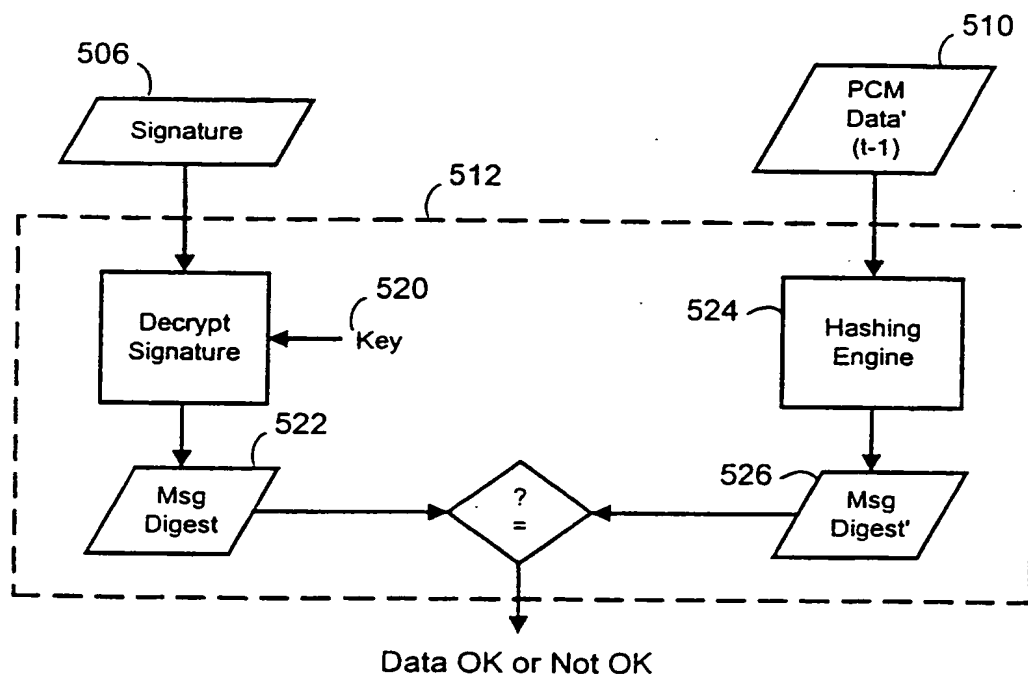 506
510
Signature
PCM
Data'
(t-1)
512
Decrypt
Signature
520
Key
524
Hashing
Engine
522
Msg
Digest
?
=
526
Msg
Digest'
Data OK or Not OK